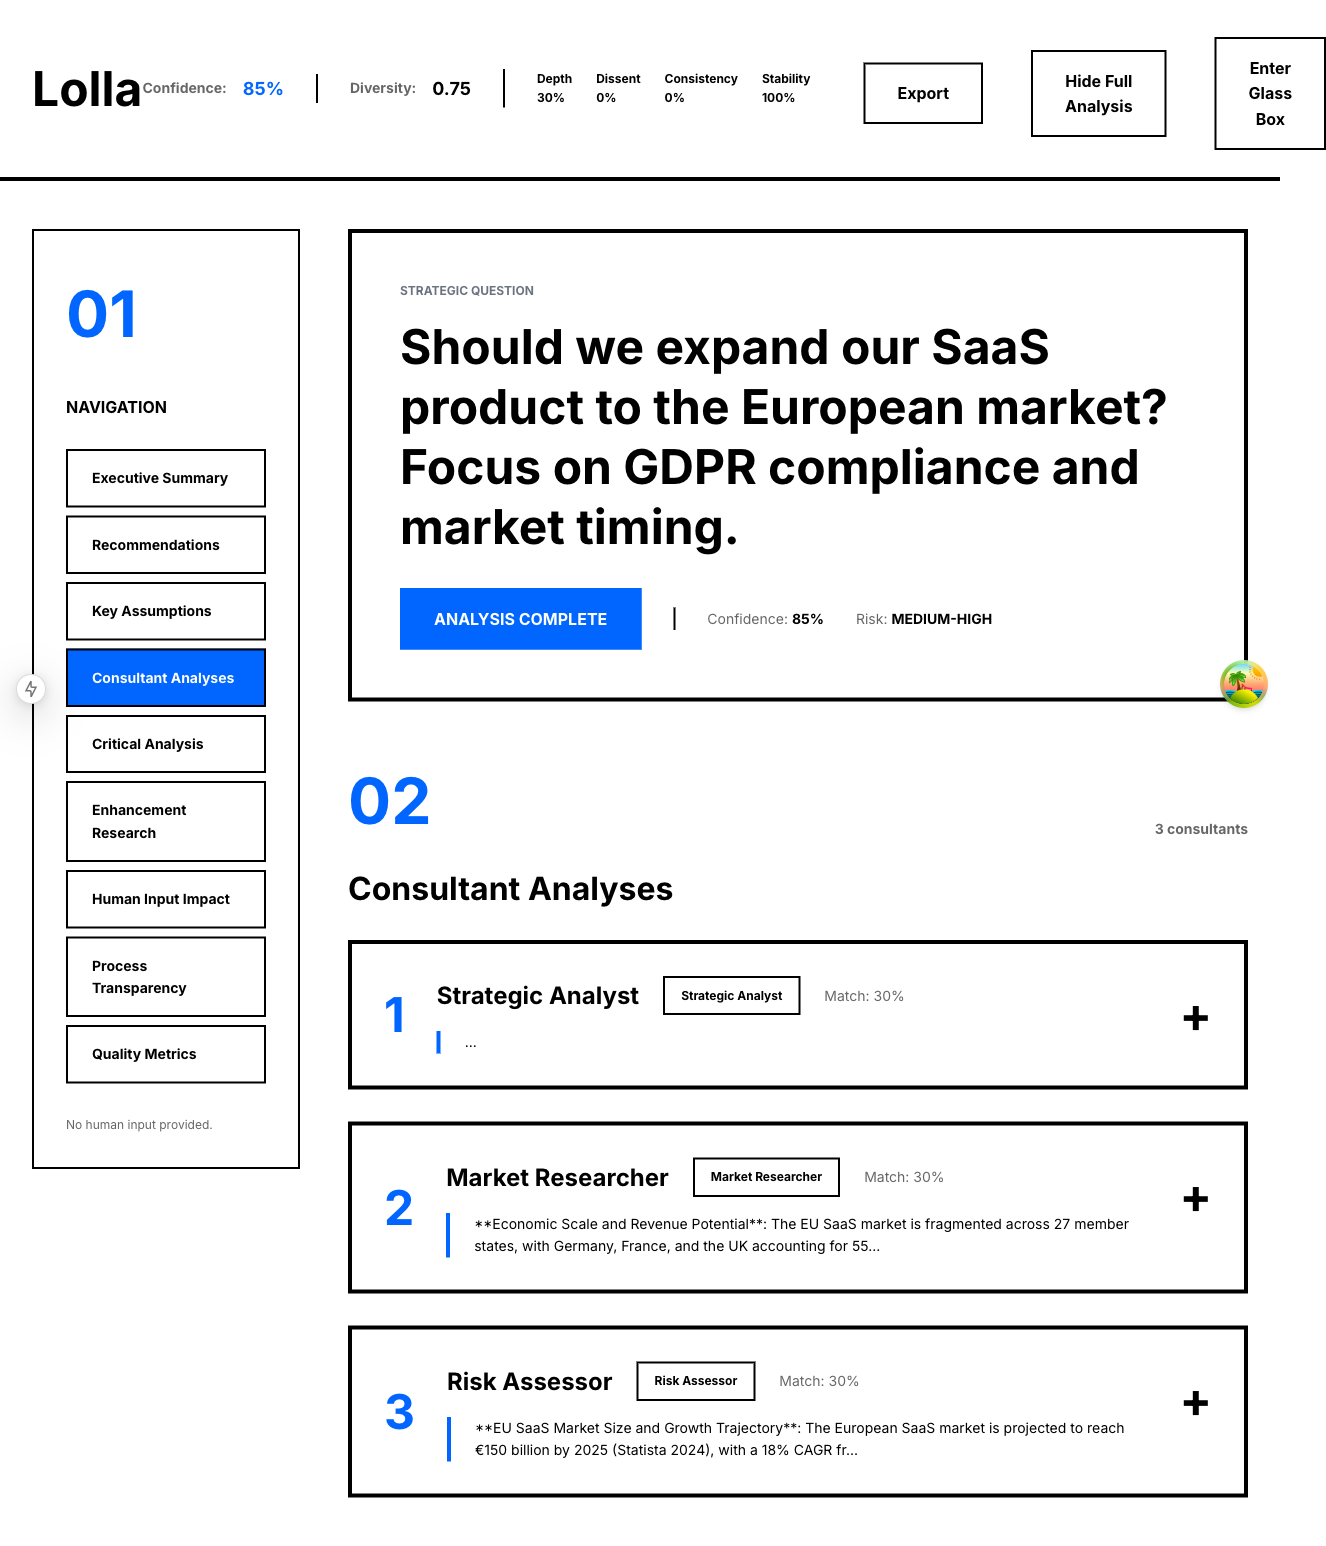 Lolla
Confidence: 85%
Diversity: 0.75
Depth
30%
Dissent
0%
Consistency
0%
Stability
100%
Export
Hide Full
Analysis
Enter
Glass
Box
01
NAVIGATION
Executive Summary
Recommendations
Key Assumptions
Consultant Analyses
Critical Analysis
Enhancement
Research
Human Input Impact
Process
Transparency
Quality Metrics
No human input provided.
STRATEGIC QUESTION
Should we expand our SaaS
product to the European market?
Focus on GDPR compliance and
market timing.
ANALYSIS COMPLETE
Confidence: 85%
Risk: MEDIUM-HIGH
02
3 consultants
Consultant Analyses
1
Strategic Analyst
Strategic Analyst
Match: 30%
...
+
2
Market Researcher
Market Researcher
Match: 30%
**Economic Scale and Revenue Potential**: The EU SaaS market is fragmented across 27 member
states, with Germany, France, and the UK accounting for 55...
+
3
Risk Assessor
Risk Assessor
Match: 30%
**EU SaaS Market Size and Growth Trajectory**: The European SaaS market is projected to reach
€150 billion by 2025 (Statista 2024), with a 18% CAGR fr...
+